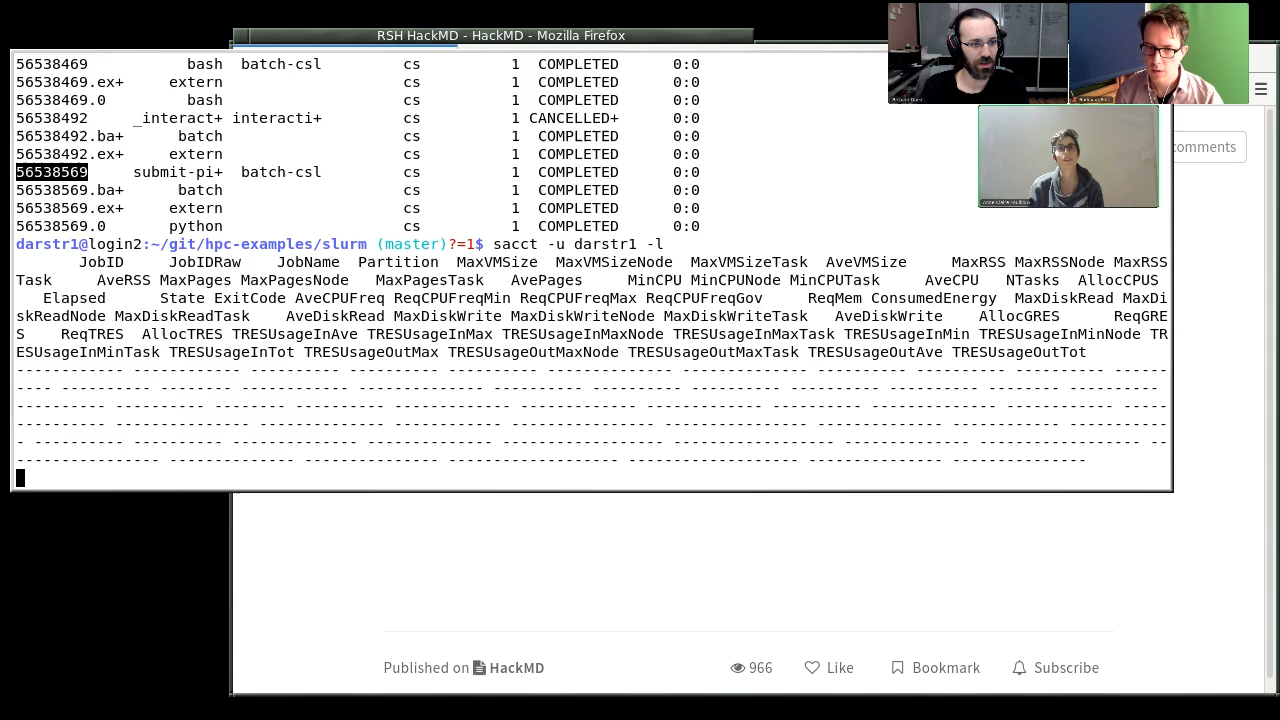 RSH HackMD - HackMD - Mozilla Firefox
56538469 bash batch-csl cs 1 COMPLETED 0:0
56538469.ex+ extern cs 1 COMPLETED 0:0
56538469.0 bash cs 1 COMPLETED 0:0
56538492 _interact+ interacti+ cs 1 CANCELLED+ 0:0
56538492.ba+ batch cs 1 COMPLETED 0:0
56538492.ex+ extern cs 1 COMPLETED 0:0
56538569 submit-pi+ batch-csl cs 1 COMPLETED 0:0
56538569.ba+ batch cs 1 COMPLETED 0:0
56538569.ex+ extern cs 1 COMPLETED 0:0
56538569.0 python cs 1 COMPLETED 0:0
darstr1@login2:~/git/hpc-examples/slurm (master)?=1$ sacct -u darstr1 -l
JobID JobIDRaw JobName Partition MaxVMSize MaxVMSizeNode MaxVMSizeTask AveVMSize MaxRSS MaxRSSNode MaxRSS
Task AveRSS MaxPages MaxPagesNode MaxPagesTask AvePages MinCPU MinCPUNode MinCPUTask AveCPU NTasks AllocCPUS
Elapsed State ExitCode AveCPUFreq ReqCPUFreqMin ReqCPUFreqMax ReqCPUFreqGov ReqMem ConsumedEnergy MaxDiskRead MaxDi
skReadNode MaxDiskReadTask AveDiskRead MaxDiskWrite MaxDiskWriteNode MaxDiskWriteTask AveDiskWrite AllocGRES ReqGRE
S ReqTRES AllocTRES TRESUsageInAve TRESUsageInMax TRESUsageInMaxNode TRESUsageInMaxTask TRESUsageInMin TRESUsageInMinNode TR
ESUsageInMinTask TRESUsageInTot TRESUsageOutMax TRESUsageOutMaxNode TRESUsageOutMaxTask TRESUsageOutAve TRESUsageOutTot
------------ ------------ ---------- ---------- ---------- -------------- -------------- ---------- ---------- ---------- ------
---- ---------- -------- ------------ -------------- ---------- ---------- ---------- ---------- ---------- -------- ----------
---------- ---------- -------- ---------- ------------- ------------- ------------- ---------- -------------- ------------ -----
---------- --------------- -------------- ------------ ---------------- ---------------- -------------- ------------ -----------
- ---------- ---------- -------------- -------------- ------------------ ------------------ -------------- ------------------ --
---------------- -------------- --------------- ------------------- ------------------- --------------- ---------------
comments
Richard Darst
Published on HackMD
966
Like
Bookmark
Subscribe